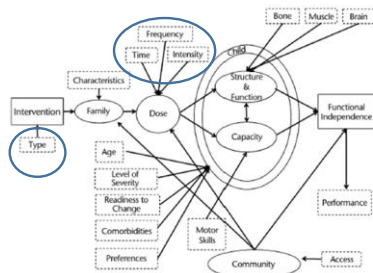 Bone
Muscle
Brain
Frequency
Time
Intensity
Child
Characteristics
Structure
&
Function
Intervention
Family
Dose
Functional
Independence
Type
Capacity
Age
Level of
Severity
Readiness
to Change
Comorbidities
Preferences
Motor
Skills
Performance
Community
Access